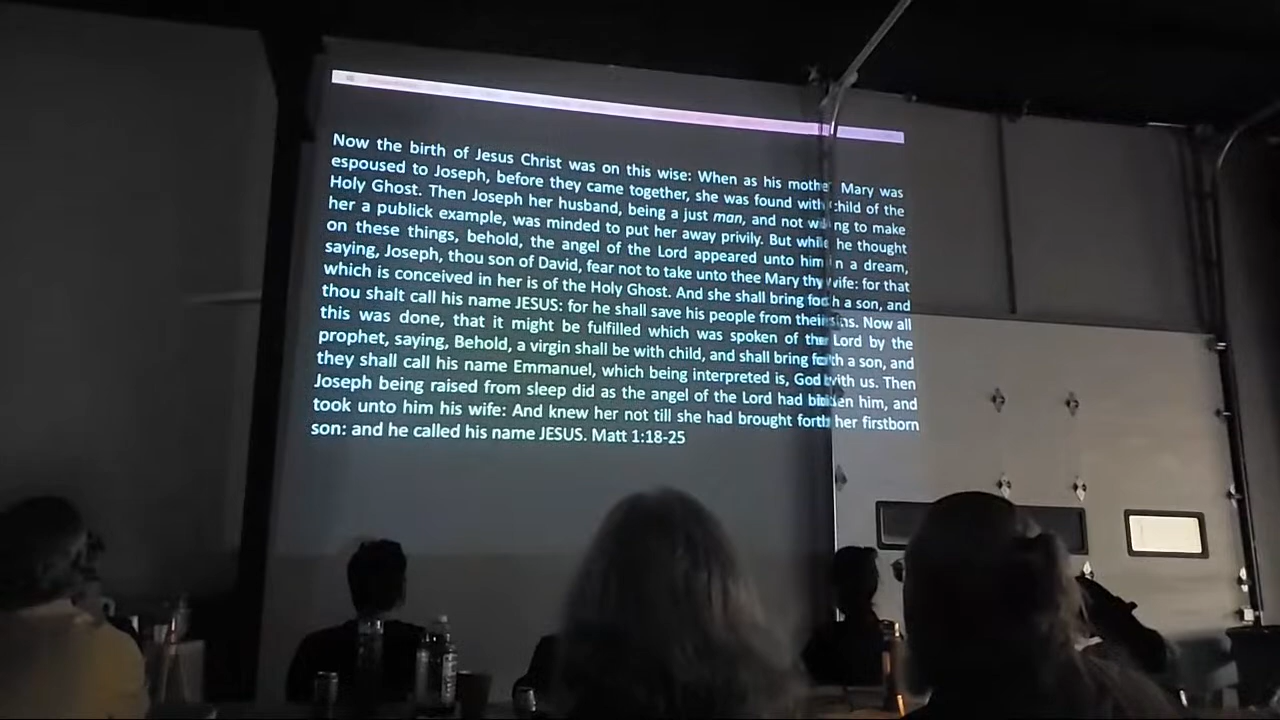 Now the birth of Jesus Christ was on this wise: When as his mother Mary was
espoused to Joseph, before they came together, she was found with child of the
Holy Ghost. Then Joseph her husband, being a just man, and not willing to make
her a publick example, was minded to put her away privily. But while he thought
on these things, behold, the angel of the Lord appeared unto him in a dream,
saying, Joseph, thou son of David, fear not to take unto thee Mary thy wife: for that
which is conceived in her is of the Holy Ghost. And she shall bring forth a son, and
thou shalt call his name JESUS: for he shall save his people from their sins. Now all
this was done, that it might be fulfilled which was spoken of the Lord by the
prophet, saying, Behold, a virgin shall be with child, and shall bring forth a son, and
they shall call his name Emmanuel, which being interpreted is, God with us. Then
Joseph being raised from sleep did as the angel of the Lord had bidden him, and
took unto him his wife: And knew her not till she had brought forth her firstborn
son: and he called his name JESUS. Matt 1:18-25